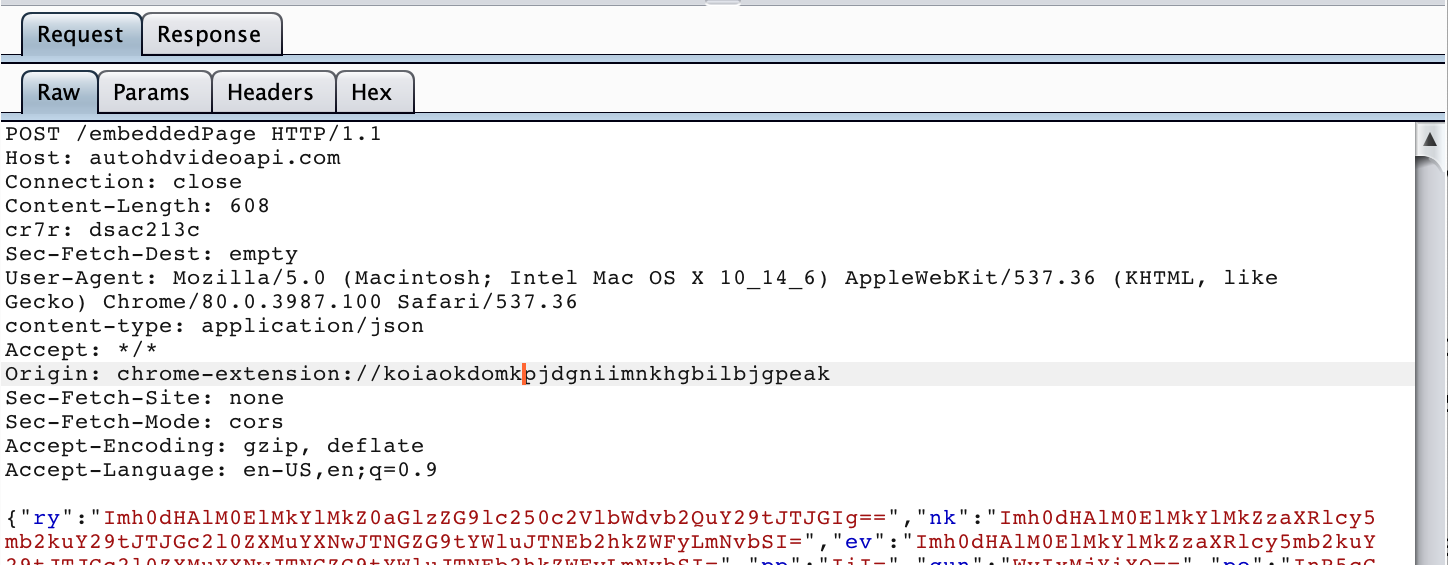 Request Response
Raw Params Headers Hex
POST /embeddedPage HTTP/1.1
Host: autohdvideoapi.com
Connection: close
Content-Length: 608
cr7r: dsac213c
Sec-Fetch-Dest: empty
User-Agent: Mozilla/5.0 (Macintosh; Intel Mac OS X 10_14_6) AppleWebKit/537.36 (KHTML, like
Gecko) Chrome/80.0.3987.100 Safari/537.36
content-type: application/json
Accept: */*
Origin: chrome-extension://koiaokdomkpjdgniimnkhgbilbjgpeak
Sec-Fetch-Site: none
Sec-Fetch-Mode: cors
Accept-Encoding: gzip, deflate
Accept-Language: en-US,en;q=0.9
{"ry":"Imh0dHAlM0ElMkYlMkZ0aGlzZG9lc250c2VlbWdvb2QuY29tJTJGIg==","nk":"Imh0dHAlM0ElMkYlMkZzaXRlcy5
mb2kuY29tJTJGc2l0ZXMuYXNwJTNGZG9tYWluJTNEb2hkZWFyLmNvbSI=","ev":"Imh0dHAlM0ElMkYlMkZzaXRlcy5mb2kuY